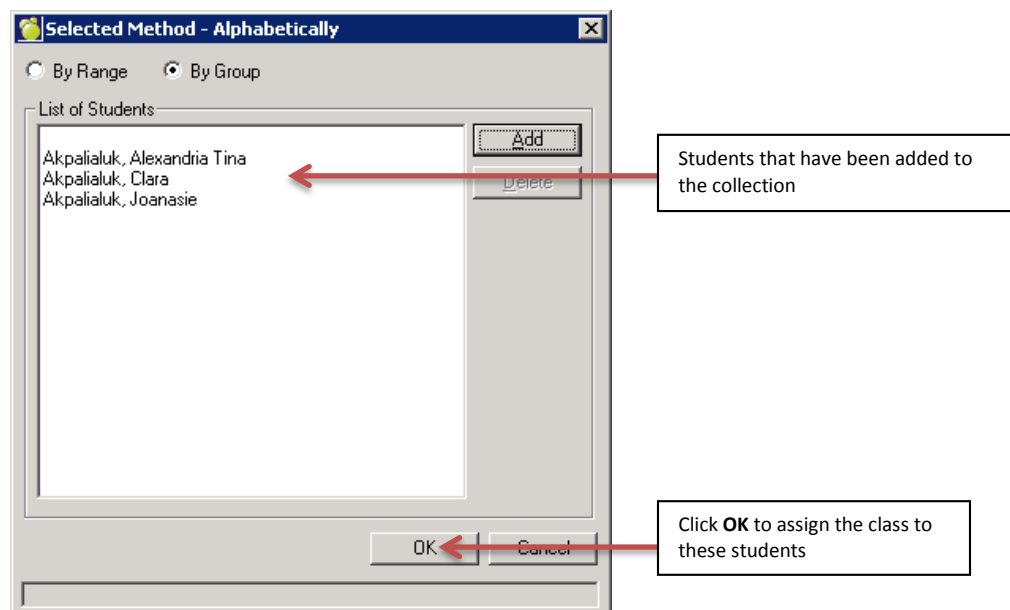 Selected Method - Alphabetically
By Range By Group
List of Students
Add
Akpalialuk, Alexandria Tina
Akpalialuk, Clara
Akpalialuk, Joanasie
Delete
Students that have been added to
the collection
OK Cancel
Click OK to assign the class to
these students